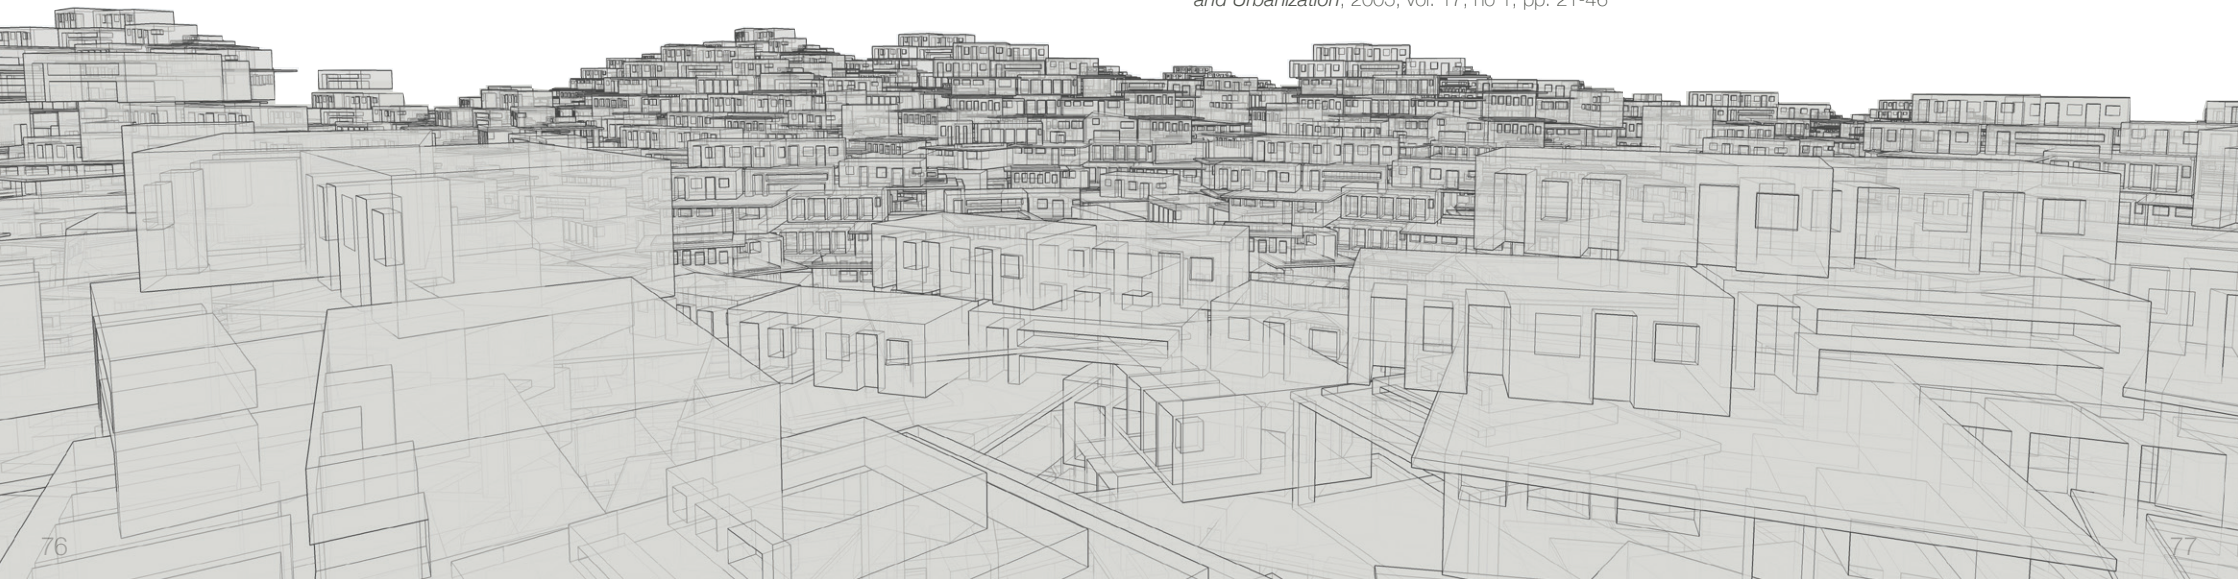 and Urbanization, 2005, vol. 17, no 1, pp. 21-46
76
77